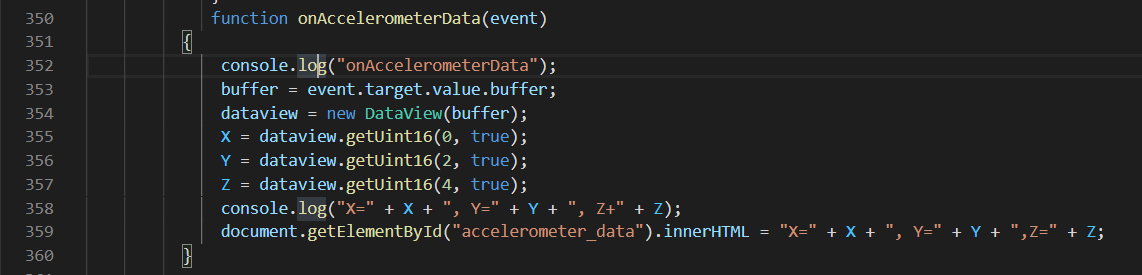 350 function onAccelerometerData(event)
351 {
352 console.log("onAccelerometerData");
353 buffer = event.target.value.buffer;
354 dataview = new DataView(buffer);
355 X = dataview.getUint16(0, true);
356 Y = dataview.getUint16(2, true);
357 Z = dataview.getUint16(4, true);
358 console.log("X=" + X + ", Y=" + Y + ", Z+" + Z);
359 document.getElementById("accelerometer_data").innerHTML = "X=" + X + ", Y=" + Y + ",Z=" + Z;
360 }